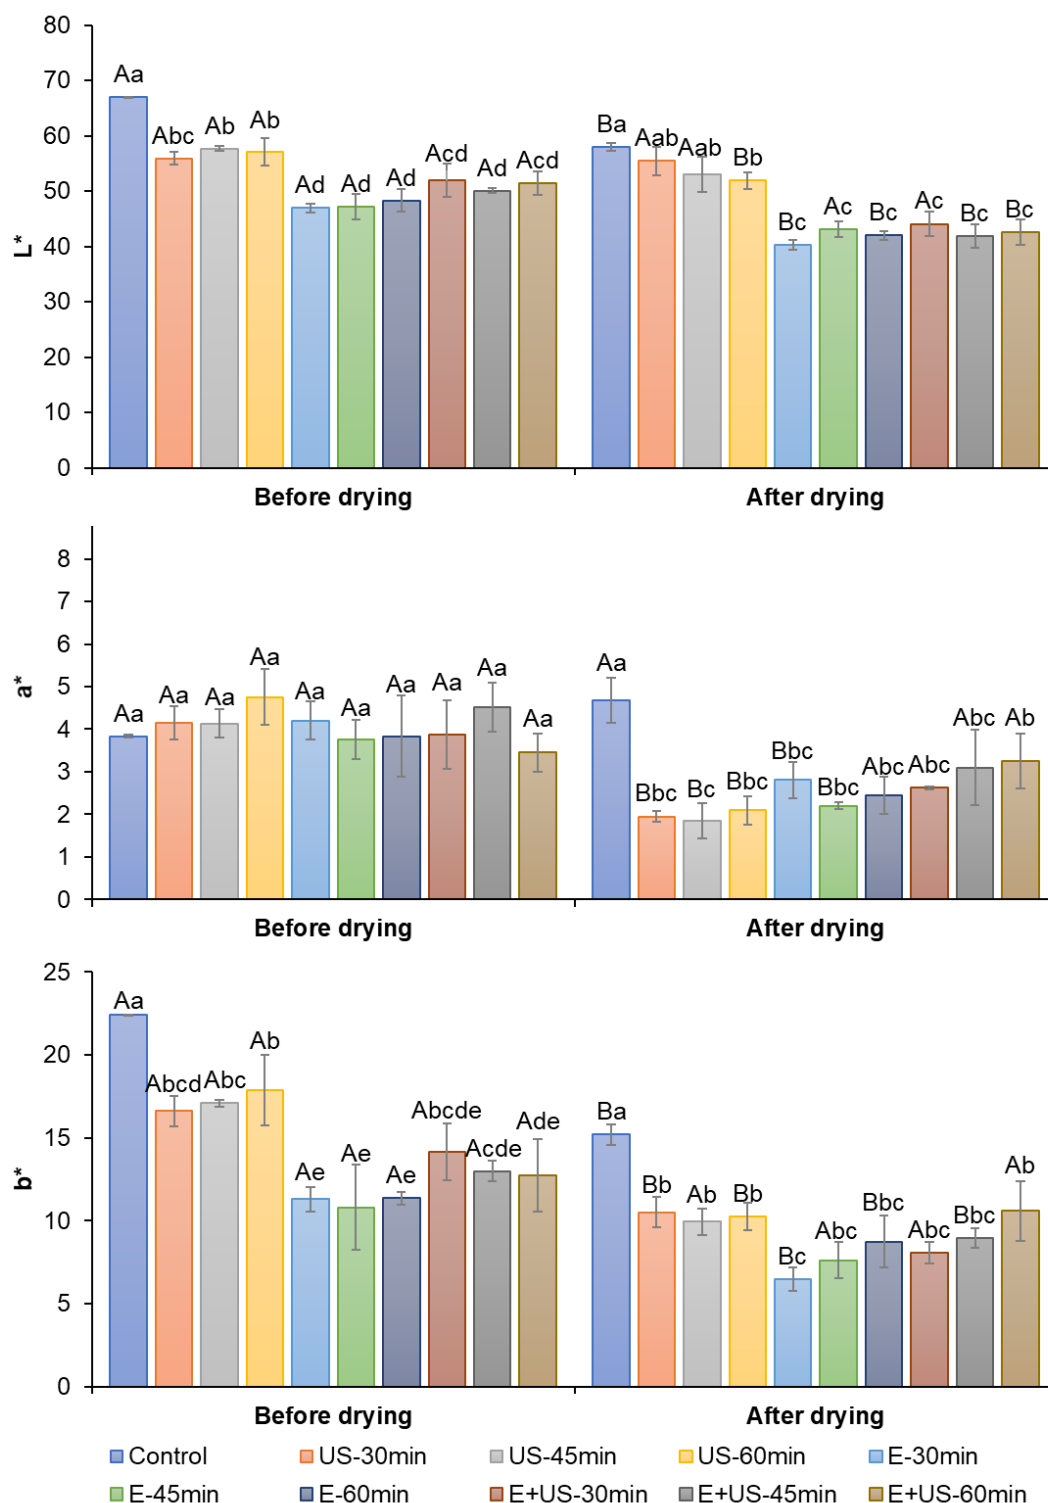 80
70
60
50
40
30
20
10
0
L*
Aa
Abc
Ab
Ab
Ad
Ad
Ad
Acd
Ad
Acd
Ba
Aab
Aab
Bb
Bc
Ac
Bc
Ac
Bc
Bc
Before drying
After drying
8
7
6
5
4
3
2
1
0
a*
Aa
Aa
Aa
Aa
Aa
Aa
Aa
Aa
Aa
Aa
Aa
Bbc
Bc
Bbc
Bbc
Bbc
Abc
Abc
Abc
Ab
Before drying
After drying
25
20
15
10
5
0
b*
Aa
Abcd
Abc
Ab
Ae
Ae
Ae
Abcde
Acde
Ade
Ba
Bb
Ab
Bb
Bc
Abc
Bbc
Abc
Bbc
Ab
Before drying
After drying
Control US-30min US-45min US-60min E-30min
E-45min E-60min E+US-30min E+US-45min E+US-60min